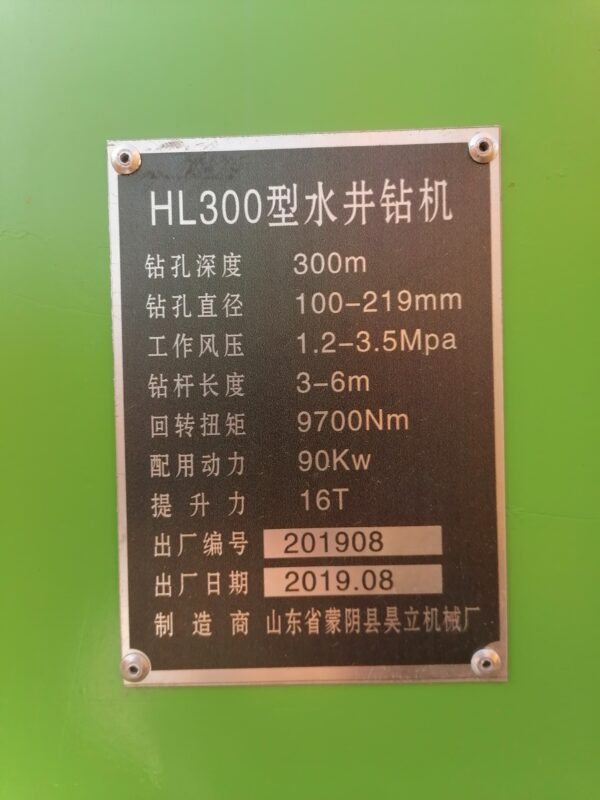 HL300型水井钻机
钻孔深度 300m
钻孔直径 100-219mm
工作风压 1.2-3.5Mpa
钻杆长度 3-6m
回转扭矩 9700Nm
配用动力 90Kw
提升力 16T
出厂编号 201908
出厂日期 2019.08
制造商 山东省蒙阴县昊立机械厂